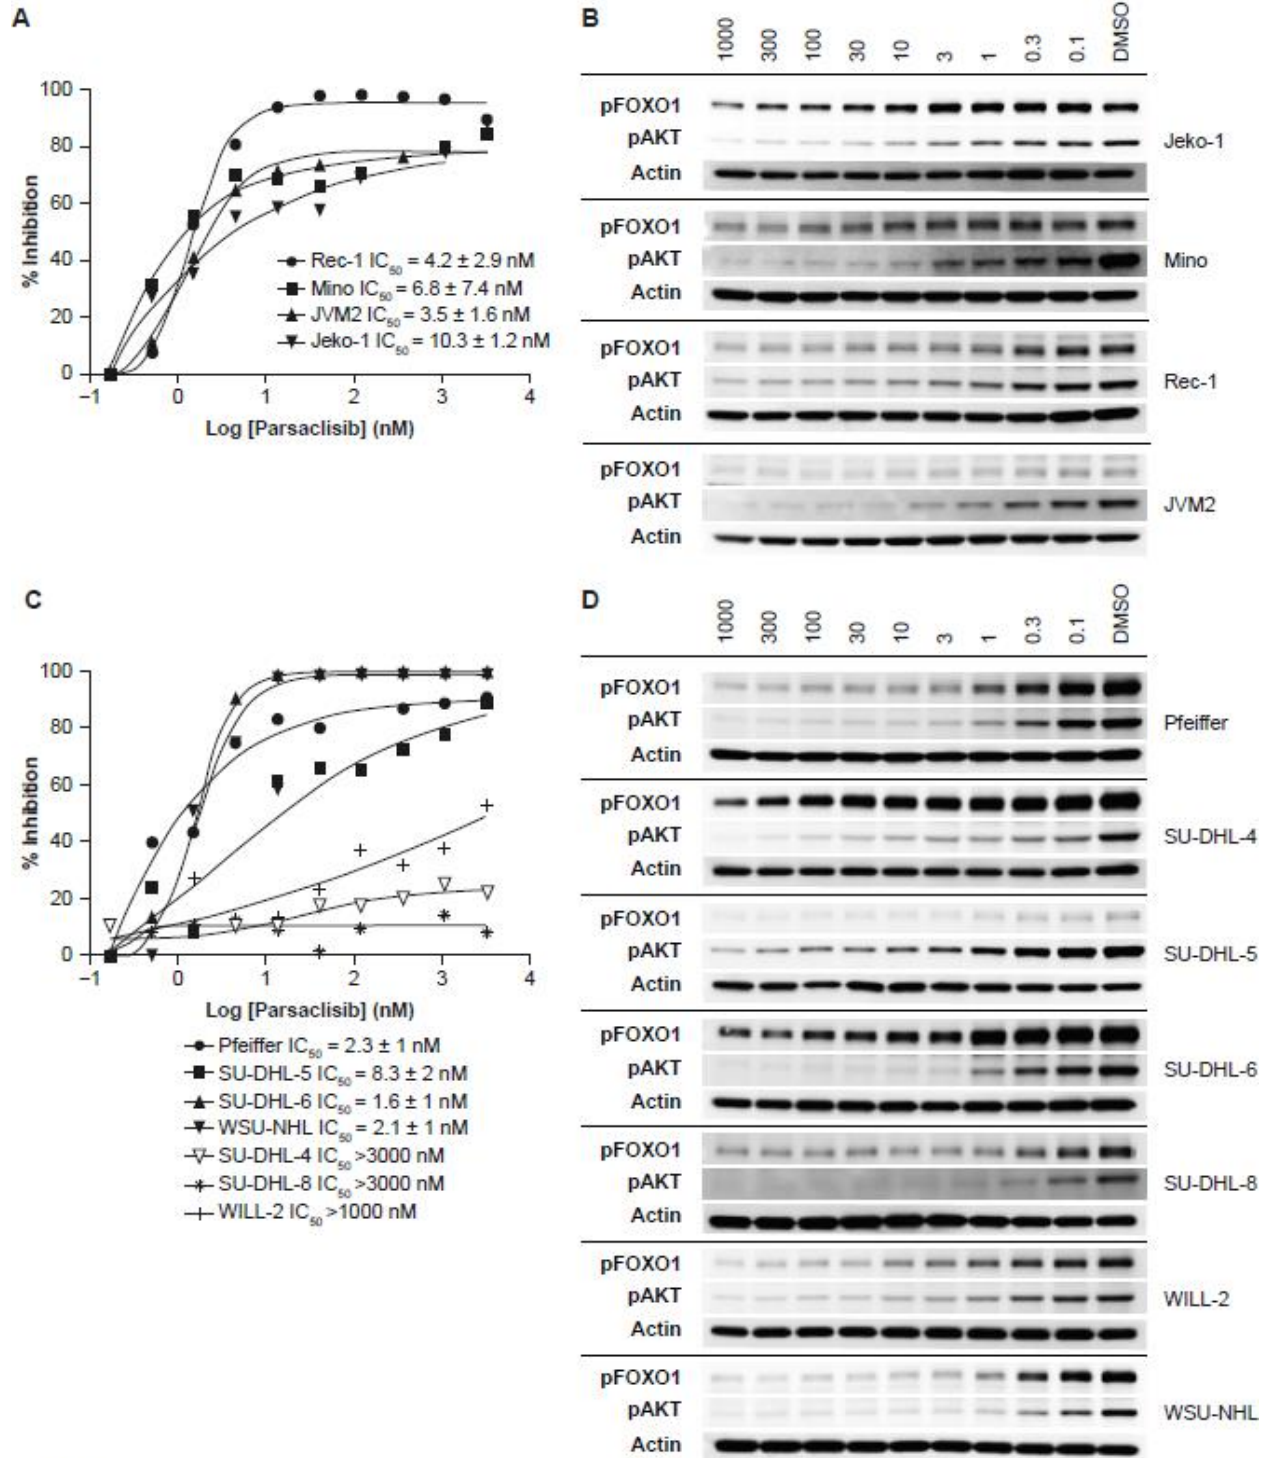 A
% Inhibition
100
80
60
40
20
0
−1 0 1 2 3 4
Log [Parsaclisib] (nM)
Rec-1 IC50 = 4.2 ± 2.9 nM
Mino IC50 = 6.8 ± 7.4 nM
JVM2 IC50 = 3.5 ± 1.6 nM
Jeko-1 IC50 = 10.3 ± 1.2 nM
B
1000 300 100 30 10 3 1 0.3 0.1 DMSO
pFOXO1
pAKT
Actin
Jeko-1
pFOXO1
pAKT
Actin
Mino
pFOXO1
pAKT
Actin
Rec-1
pFOXO1
pAKT
Actin
JVM2
C
% Inhibition
100
80
60
40
20
0
−1 0 1 2 3 4
Log [Parsaclisib] (nM)
Pfeiffer IC50 = 2.3 ± 1 nM
SU-DHL-5 IC50 = 8.3 ± 2 nM
SU-DHL-6 IC50 = 1.6 ± 1 nM
WSU-NHL IC50 = 2.1 ± 1 nM
SU-DHL-4 IC50 >3000 nM
SU-DHL-8 IC50 >3000 nM
WILL-2 IC50 >1000 nM
D
1000 300 100 30 10 3 1 0.3 0.1 DMSO
pFOXO1
pAKT
Actin
Pfeiffer
pFOXO1
pAKT
Actin
SU-DHL-4
pFOXO1
pAKT
Actin
SU-DHL-5
pFOXO1
pAKT
Actin
SU-DHL-6
pFOXO1
pAKT
Actin
SU-DHL-8
pFOXO1
pAKT
Actin
WILL-2
pFOXO1
pAKT
Actin
WSU-NHL